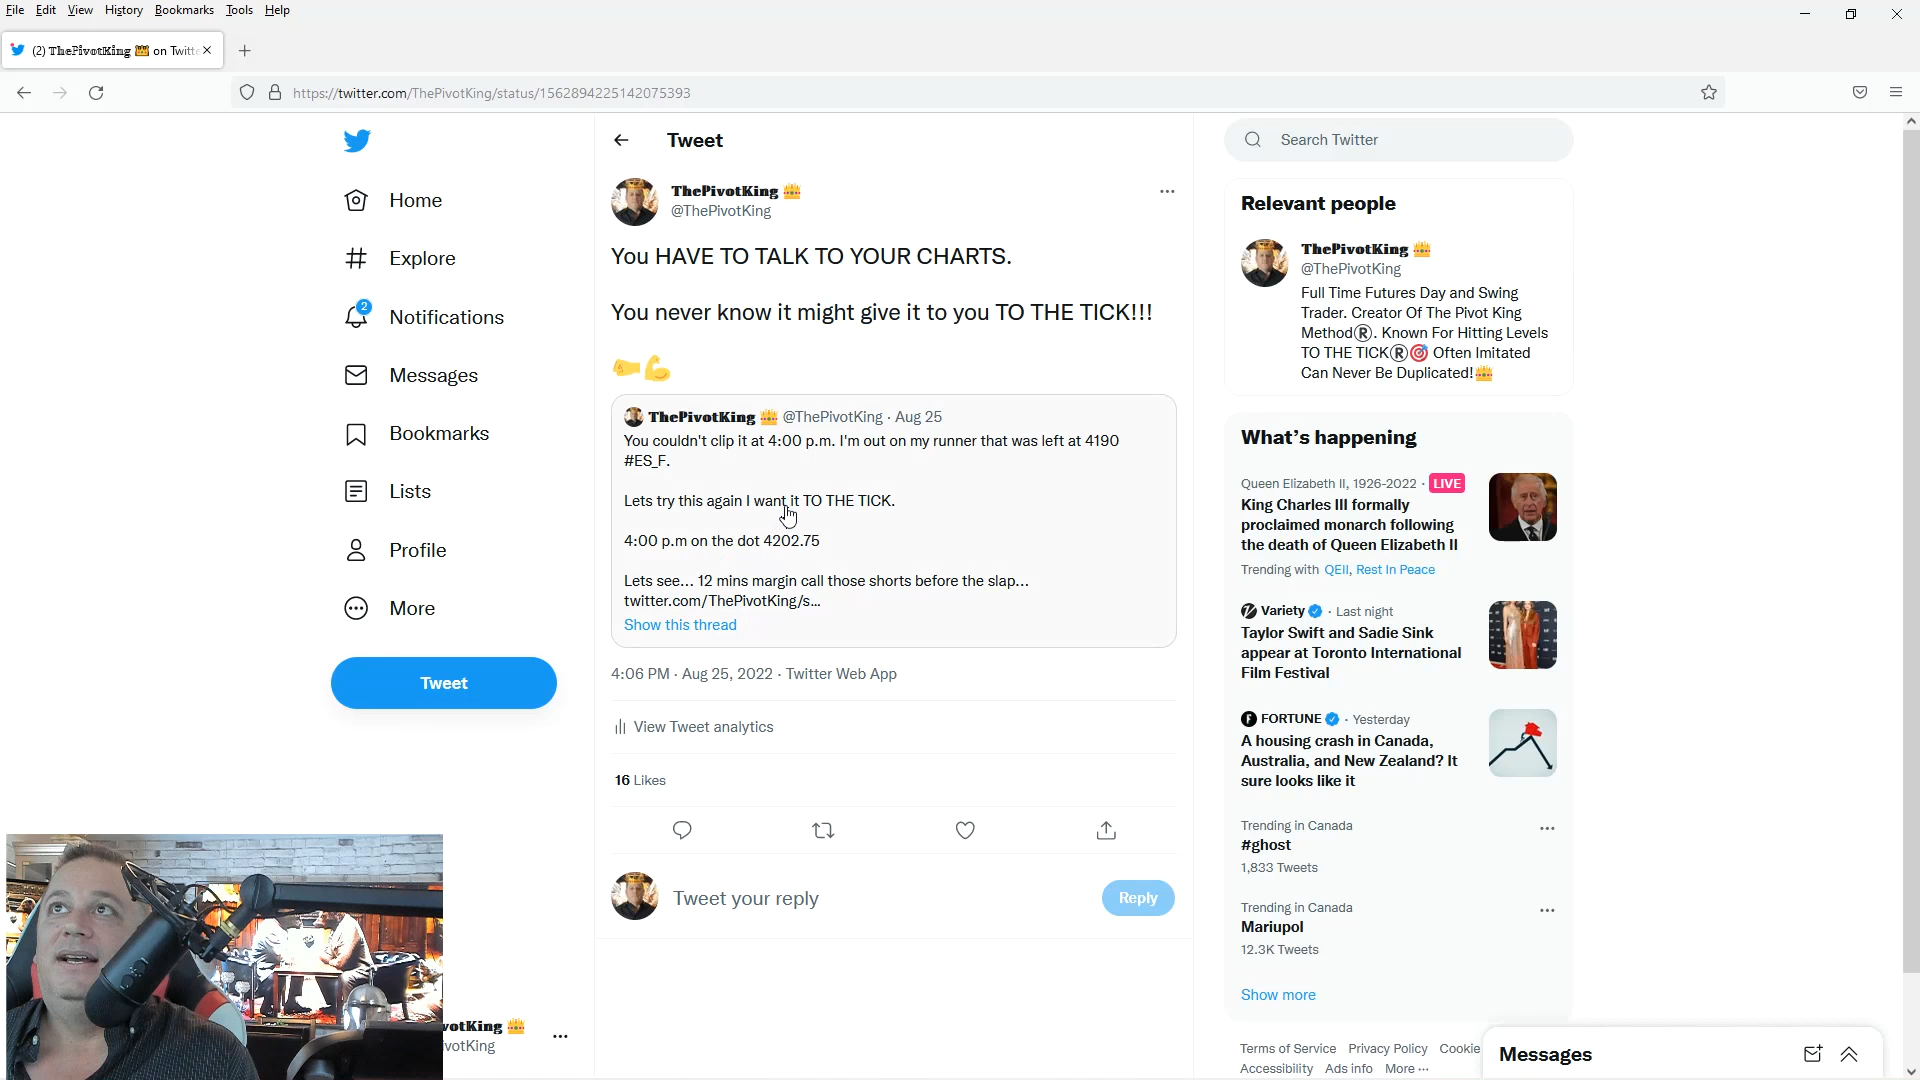 File Edit View History Bookmarks Tools Help
(2) ThePivotKing 👑 on Twitte
https://twitter.com/ThePivotKing/status/1562894225142075393
Home
Explore
2
Notifications
Messages
Bookmarks
Lists
Profile
More
Tweet
votKing 👑
ivotKing
Tweet
ThePivotKing 👑
@ThePivotKing
You HAVE TO TALK TO YOUR CHARTS.
You never know it might give it to you TO THE TICK!!!
🤛💪
ThePivotKing 👑 @ThePivotKing · Aug 25
You couldn't clip it at 4:00 p.m. I'm out on my runner that was left at 4190
#ES_F.
Lets try this again I want it TO THE TICK.
4:00 p.m on the dot 4202.75
Lets see... 12 mins margin call those shorts before the slap...
twitter.com/ThePivotKing/s...
Show this thread
4:06 PM · Aug 25, 2022 · Twitter Web App
View Tweet analytics
16 Likes
Tweet your reply
Reply
Search Twitter
Relevant people
ThePivotKing 👑
@ThePivotKing
Full Time Futures Day and Swing
Trader. Creator Of The Pivot King
Method®. Known For Hitting Levels
TO THE TICK®🎯 Often Imitated
Can Never Be Duplicated!👑
What's happening
Queen Elizabeth II, 1926-2022 · LIVE
King Charles III formally
proclaimed monarch following
the death of Queen Elizabeth II
Trending with QEII, Rest In Peace
Variety · Last night
Taylor Swift and Sadie Sink
appear at Toronto International
Film Festival
FORTUNE · Yesterday
A housing crash in Canada,
Australia, and New Zealand? It
sure looks like it
Trending in Canada
#ghost
1,833 Tweets
Trending in Canada
Mariupol
12.3K Tweets
Show more
Terms of Service Privacy Policy Cookie
Accessibility Ads info More ···
Messages